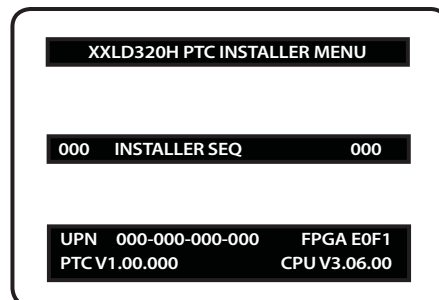 XXLD320H PTC INSTALLER MENU
000 INSTALLER SEQ 000
UPN 000-000-000-000 FPGA E0F1
PTC V1.00.000 CPU V3.06.00